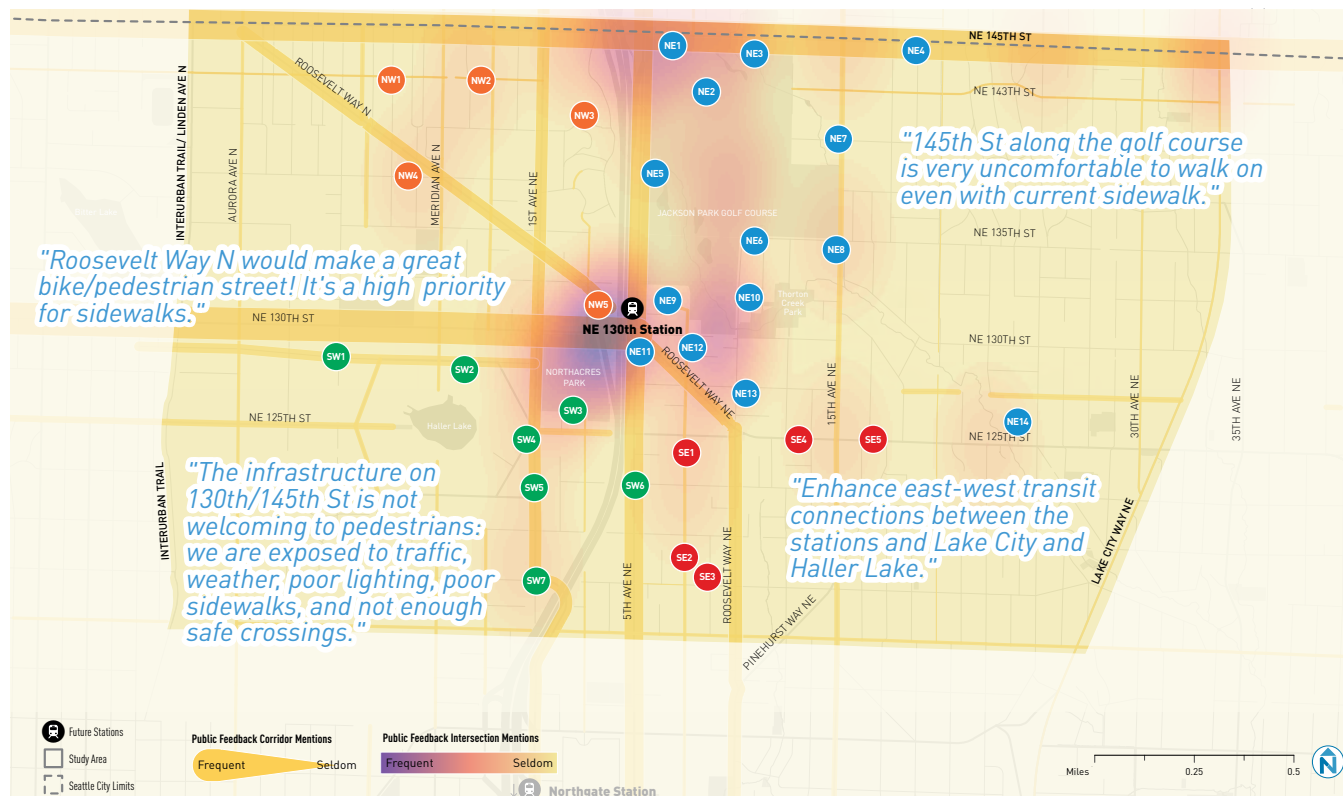 NE 145TH ST
NE1
NE3
NE4
ROOSEVELT WAY N
NW1
NW2
NE2
NE 143TH ST
NW3
INTERURBAN TRAIL/ LINDEN AVE N
AURORA AVE N
MERIDIAN AVE N
1ST AVE NE
NE7
"145th St along the golf course
is very uncomfortable to walk on
even with current sidewalk."
NW4
NE5
Haller Lake
JACKSON PARK GOLF COURSE
NE6
NE8
NE 135TH ST
"Roosevelt Way N would make a great
bike/pedestrian street! It's a high priority
for sidewalks."
NW5
NE9
NE10
Thorton
Creek
Park
NE 130TH ST
NE 130th Station
NE 130TH ST
SW1
SW2
NE11
NE12
ROOSEVELT WAY NE
NORTHACRES
PARK
NE13
15TH AVE NE
30TH AVE NE
35TH AVE NE
NE 125TH ST
Haller Lake
SW3
SW4
SE4
SE5
NE14
NE 125TH ST
SE1
INTERURBAN TRAIL
"The infrastructure on
130th/145th St is not
welcoming to pedestrians:
we are exposed to traffic,
weather, poor lighting, poor
sidewalks, and not enough
safe crossings."
SW5
SW6
"Enhance east-west transit
connections between the
stations and Lake City and
Haller Lake."
SE2
SE3
SW7
5TH AVE NE
ROOSEVELT WAY NE
PINEHURST WAY NE
LAKE CITY WAY NE
Future Stations
Study Area
Seattle City Limits
Public Feedback Corridor Mentions
Frequent
Seldom
Public Feedback Intersection Mentions
Frequent
Seldom
Northgate Station
Miles
0.25
0.5
N